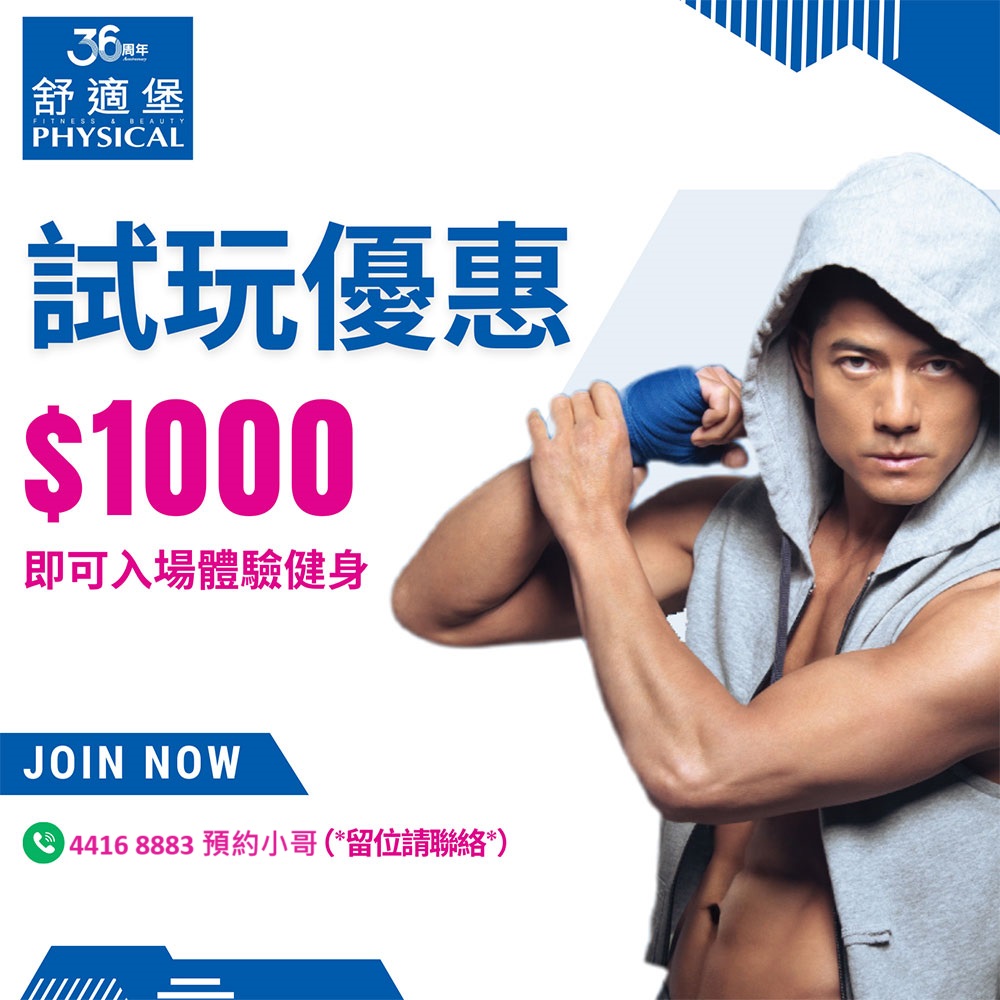 36周年
Anniversary
舒適堡
FITNESS & BEAUTY
PHYSICAL
試玩優惠
$1000
即可入場體驗健身
JOIN NOW
4416 8883 預約小哥 (*留位請聯絡*)